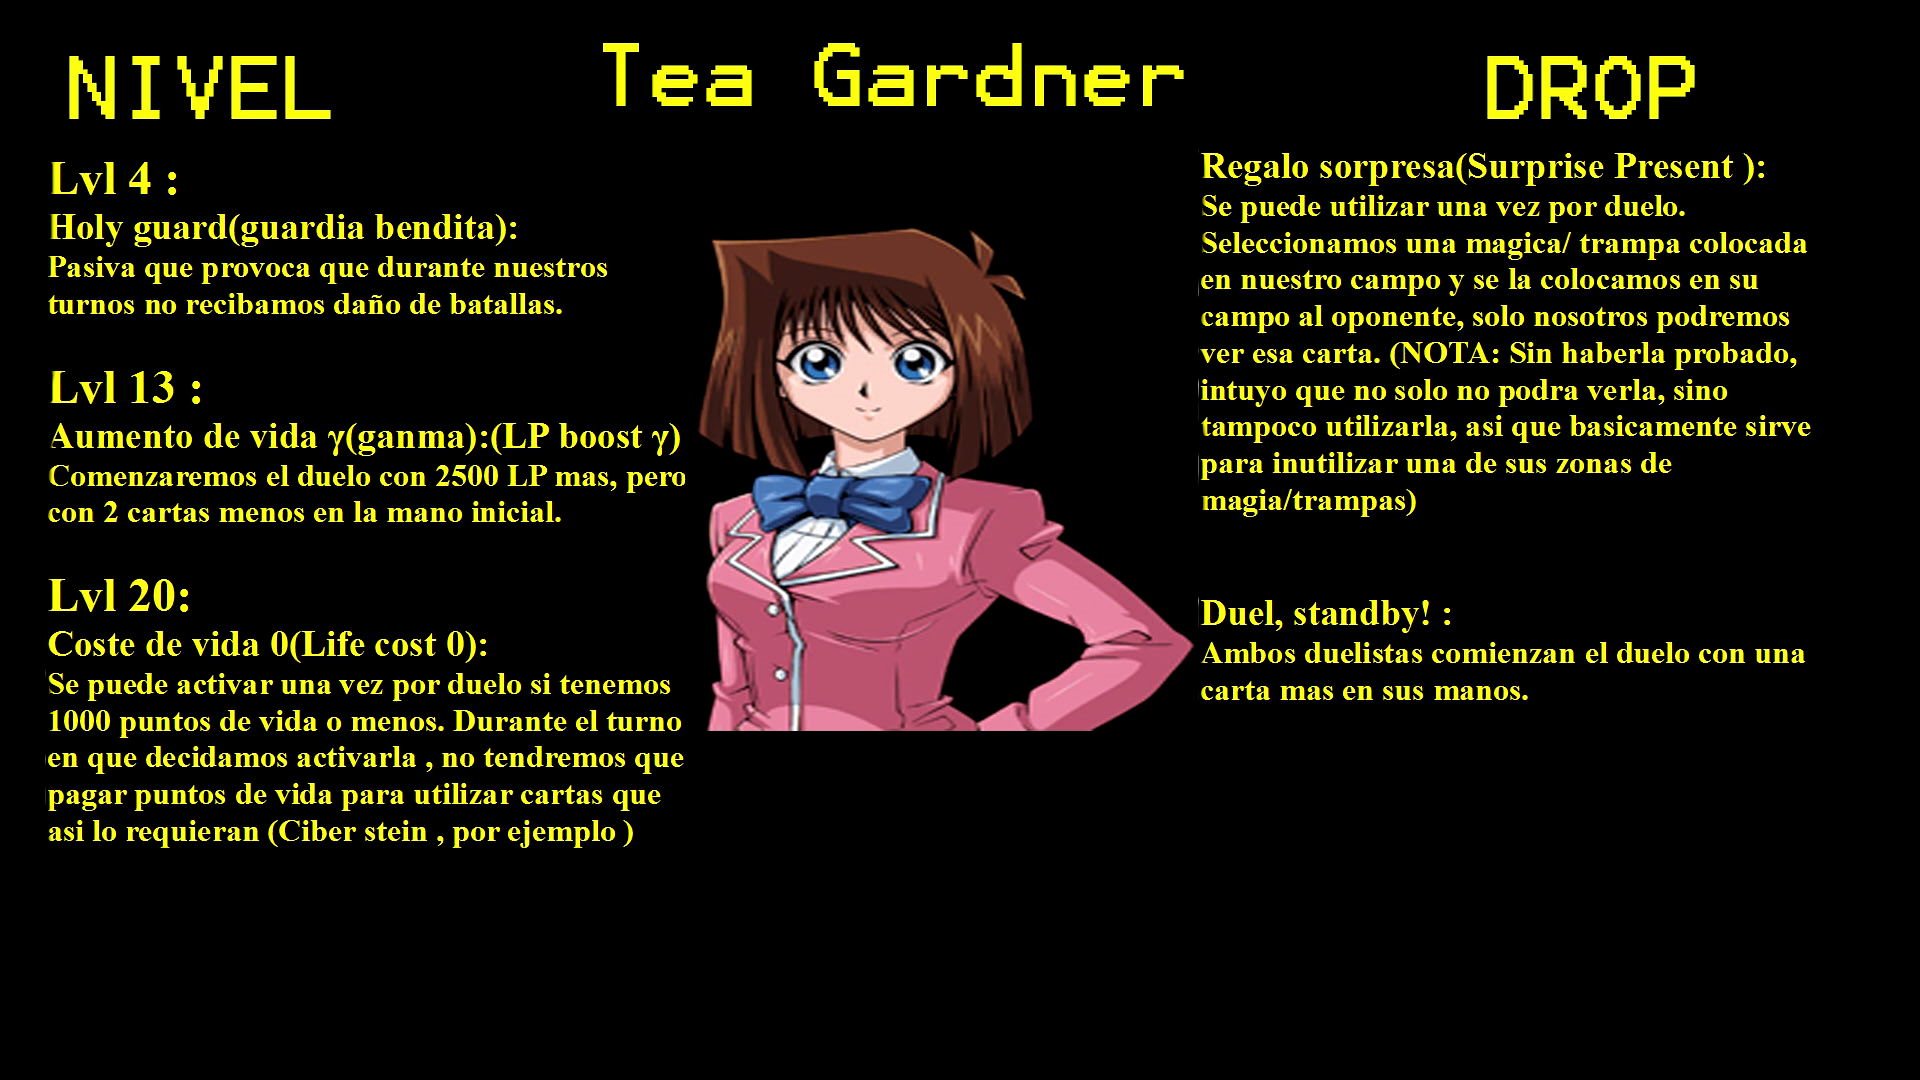 NIVEL
Lvl 4 :
Holy guard(guardia bendita):
Pasiva que provoca que durante nuestros
turnos no recibamos daño de batallas.
Lvl 13 :
Aumento de vida γ(ganma):(LP boost γ)
Comenzaremos el duelo con 2500 LP mas, pero
con 2 cartas menos en la mano inicial.
Lvl 20:
Coste de vida 0(Life cost 0):
Se puede activar una vez por duelo si tenemos
1000 puntos de vida o menos. Durante el turno
en que decidamos activarla , no tendremos que
pagar puntos de vida para utilizar cartas que
asi lo requieran (Ciber stein , por ejemplo )
Tea Gardner
DROP
Regalo sorpresa(Surprise Present ):
Se puede utilizar una vez por duelo.
Seleccionamos una magica/ trampa colocada
en nuestro campo y se la colocamos en su
campo al oponente, solo nosotros podremos
ver esa carta. (NOTA: Sin haberla probado,
intuyo que no solo no podra verla, sino
tampoco utilizarla, asi que basicamente sirve
para inutilizar una de sus zonas de
magia/trampas)
Duel, standby! :
Ambos duelistas comienzan el duelo con una
carta mas en sus manos.